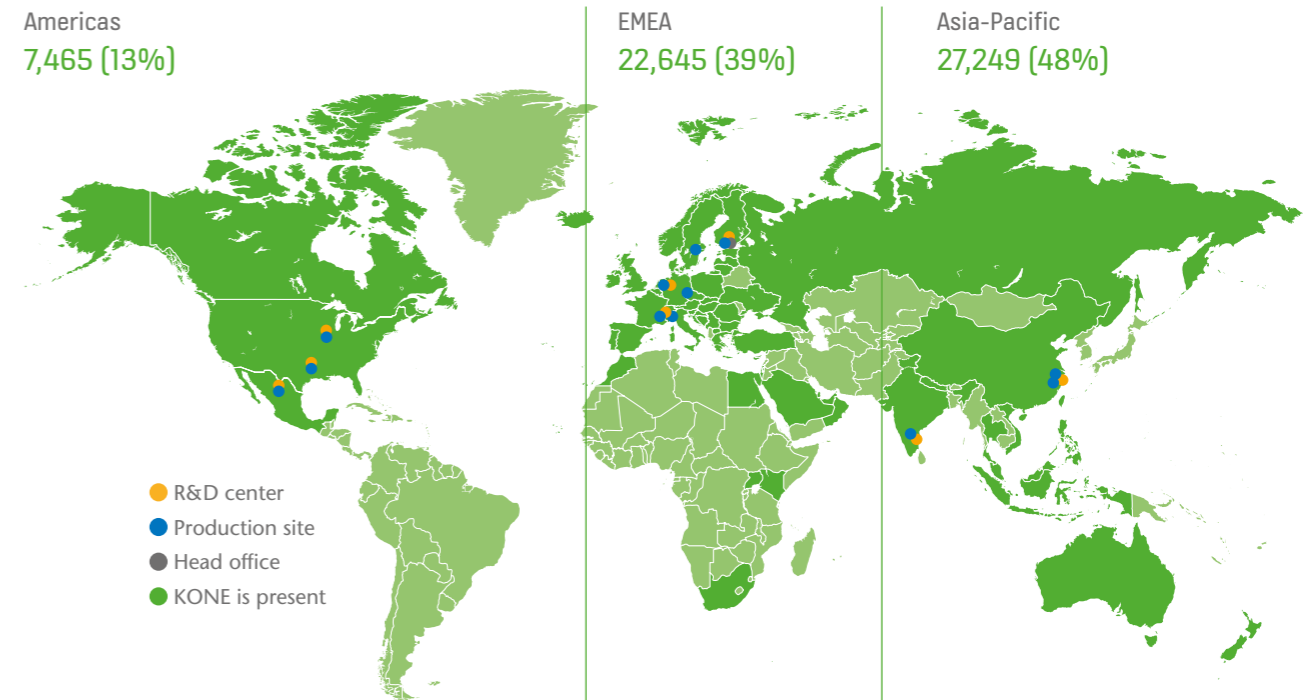 Americas
7,465 (13%)
EMEA
22,645 (39%)
Asia-Pacific
27,249 (48%)
R&D center
Production site
Head office
KONE is present